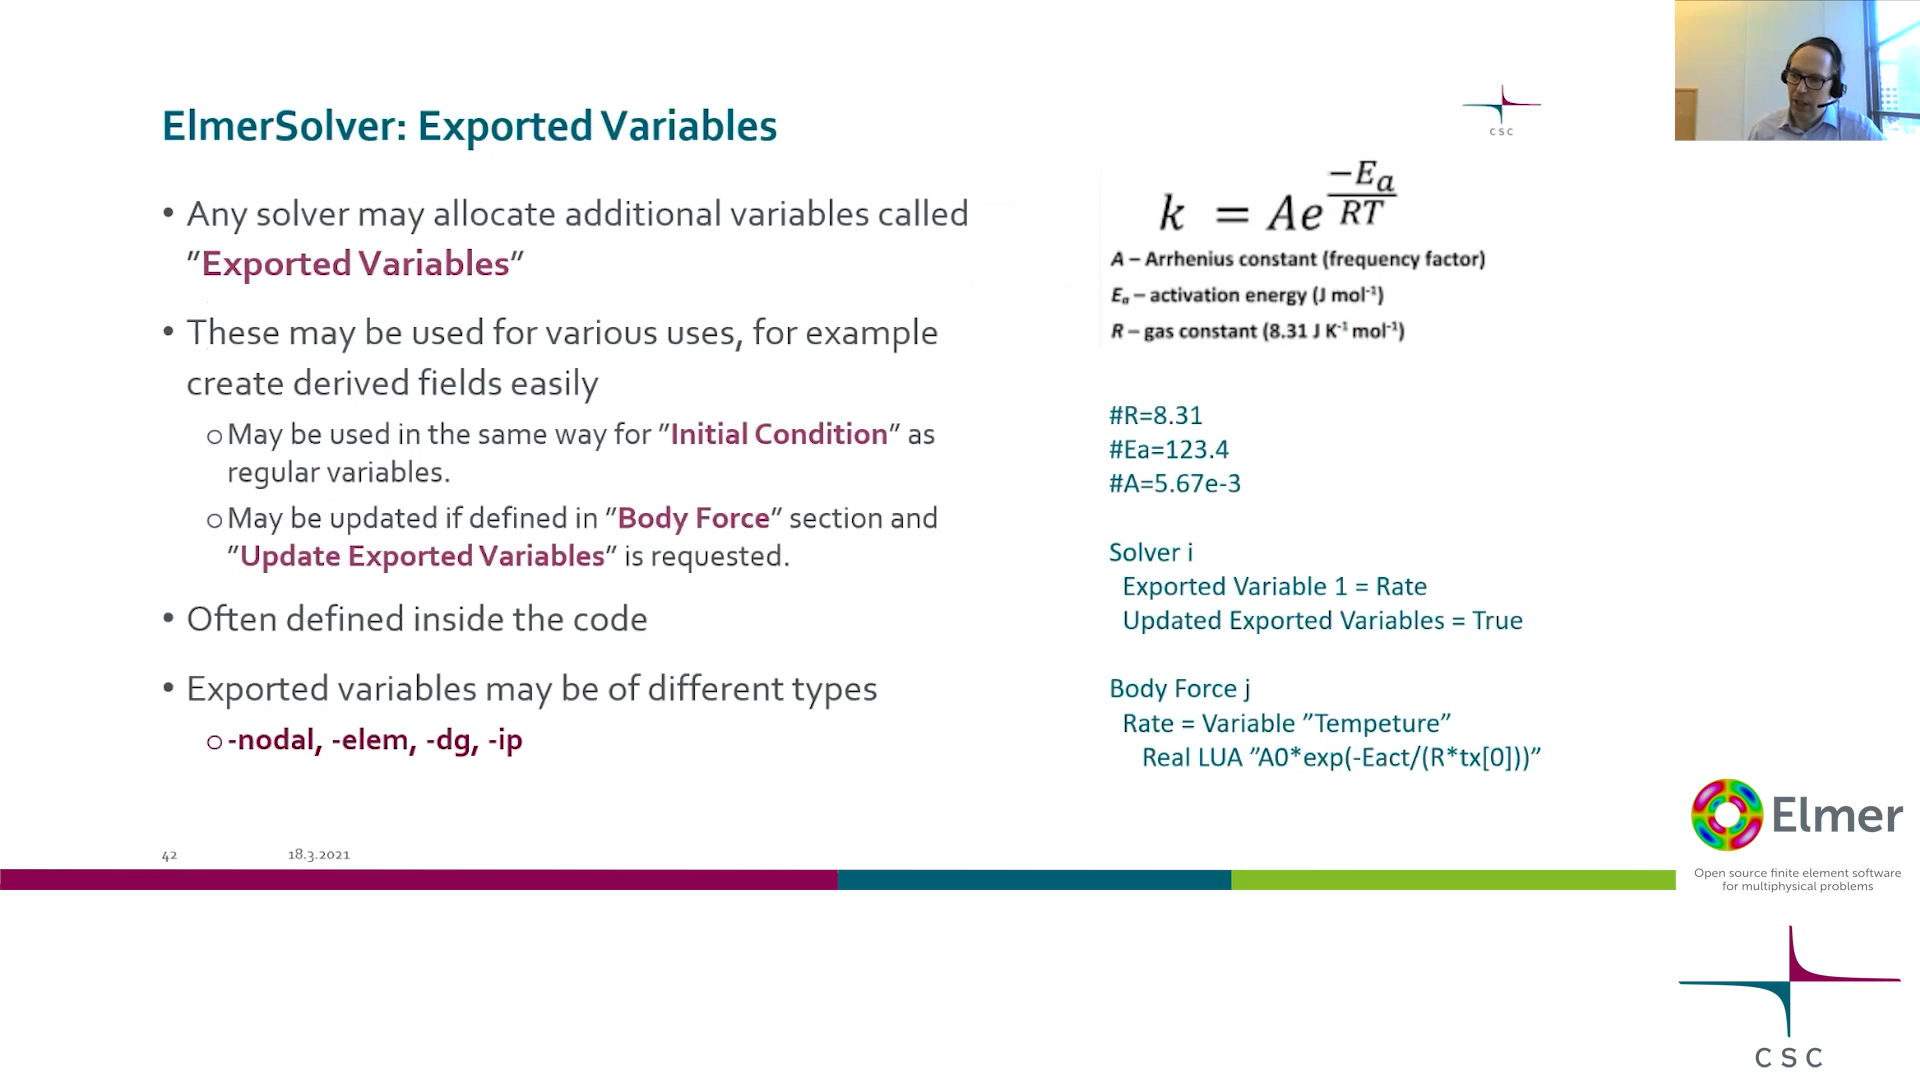 ElmerSolver: Exported Variables
CSC
• Any solver may allocate additional variables called
”Exported Variables”
• These may be used for various uses, for example
create derived fields easily
o May be used in the same way for ”Initial Condition” as
regular variables.
o May be updated if defined in ”Body Force” section and
”Update Exported Variables” is requested.
• Often defined inside the code
• Exported variables may be of different types
o -nodal, -elem, -dg, -ip
k = Ae^(−Ea/RT)
A – Arrhenius constant (frequency factor)
Ea – activation energy (J mol⁻¹)
R – gas constant (8.31 J K⁻¹ mol⁻¹)
#R=8.31
#Ea=123.4
#A=5.67e-3
Solver i
Exported Variable 1 = Rate
Updated Exported Variables = True
Body Force j
Rate = Variable ”Tempeture”
Real LUA ”A0*exp(-Eact/(R*tx[0]))”
42
18.3.2021
Elmer
Open source finite element software
for multiphysical problems
CSC